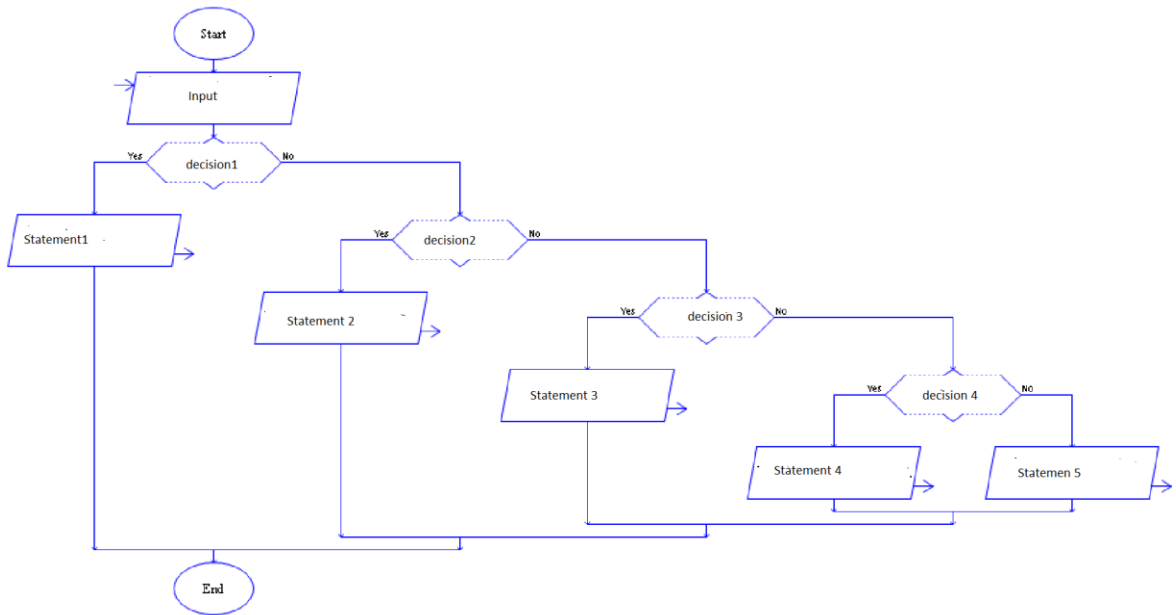 Start
Input
Yes
decision1
No
Statement1
Yes
decision2
No
Statement 2
Yes
decision 3
No
Statement 3
Yes
decision 4
No
Statement 4
Statemen 5
End